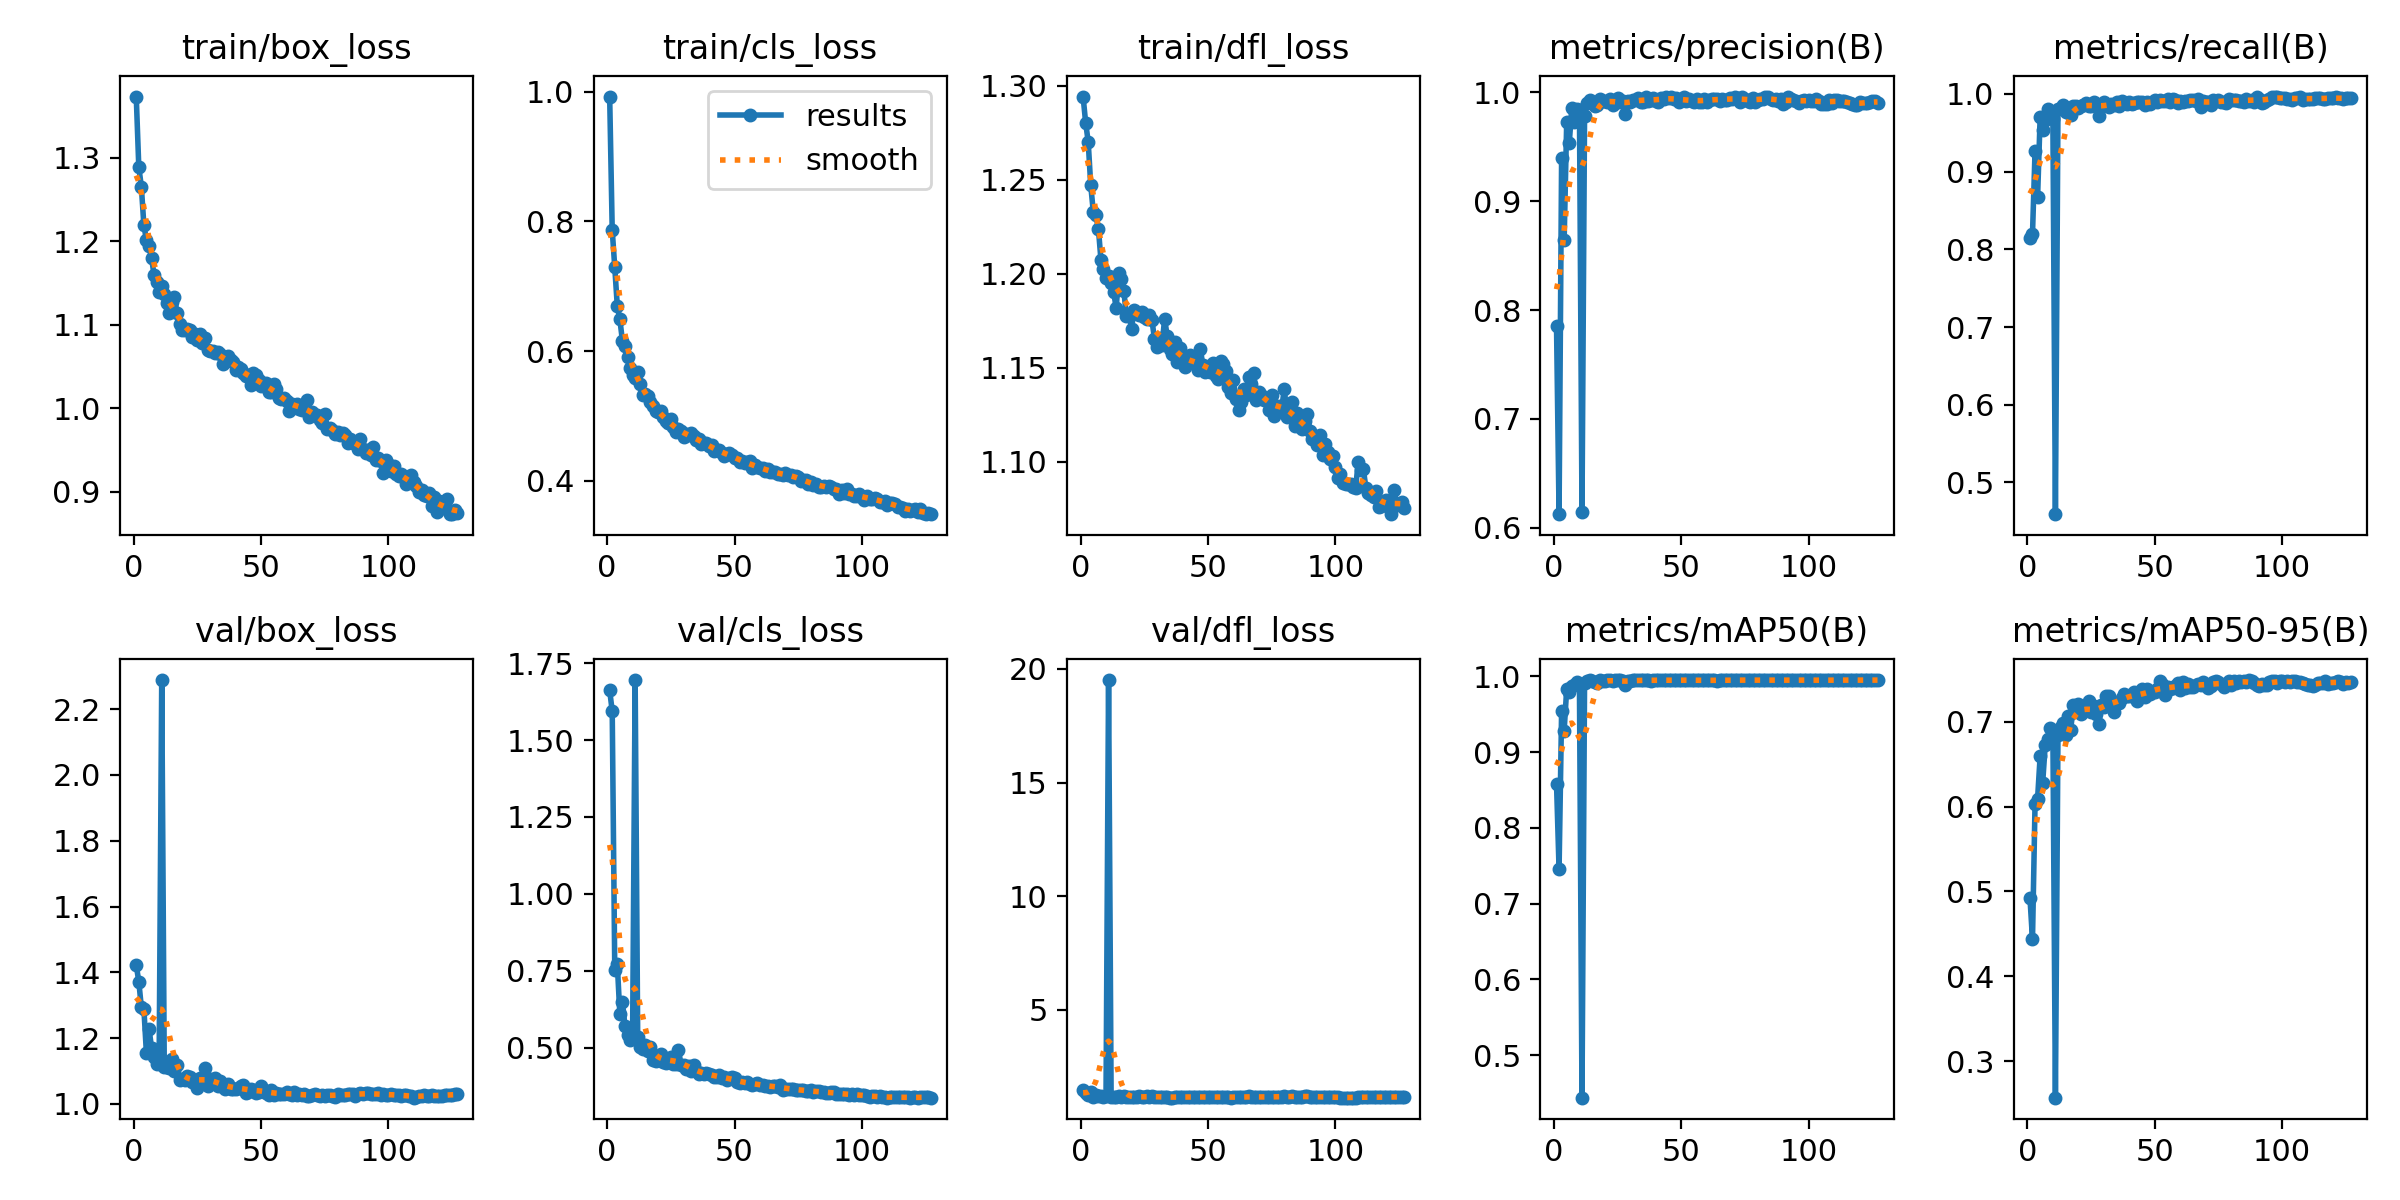 train/box_loss
1.3
1.2
1.1
1.0
0.9
0 50 100
train/cls_loss
1.0
0.8
0.6
0.4
results
smooth
0 50 100
train/dfl_loss
1.30
1.25
1.20
1.15
1.10
0 50 100
metrics/precision(B)
1.0
0.9
0.8
0.7
0.6
0 50 100
metrics/recall(B)
1.0
0.9
0.8
0.7
0.6
0.5
0 50 100
val/box_loss
2.2
2.0
1.8
1.6
1.4
1.2
1.0
0 50 100
val/cls_loss
1.75
1.50
1.25
1.00
0.75
0.50
0 50 100
val/dfl_loss
20
15
10
5
0 50 100
metrics/mAP50(B)
1.0
0.9
0.8
0.7
0.6
0.5
0 50 100
metrics/mAP50-95(B)
0.7
0.6
0.5
0.4
0.3
0 50 100